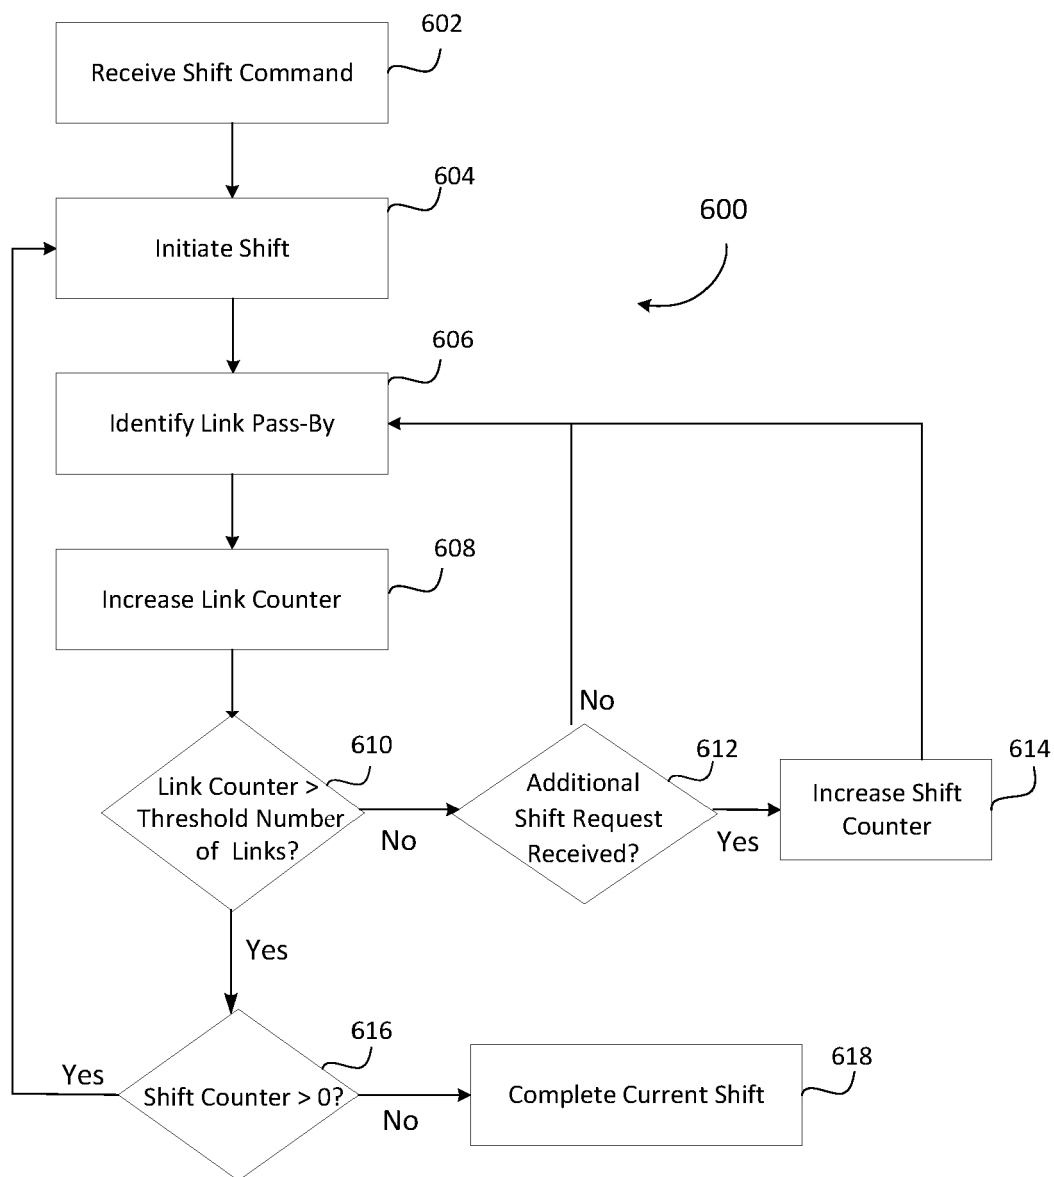 602
Receive Shift Command
604
Initiate Shift
600
606
Identify Link Pass-By
608
Increase Link Counter
No
610
612
614
Link Counter >
Threshold Number
of Links?
No
Additional
Shift Request
Received?
Yes
Increase Shift
Counter
Yes
616
618
Yes
Shift Counter > 0?
No
Complete Current Shift